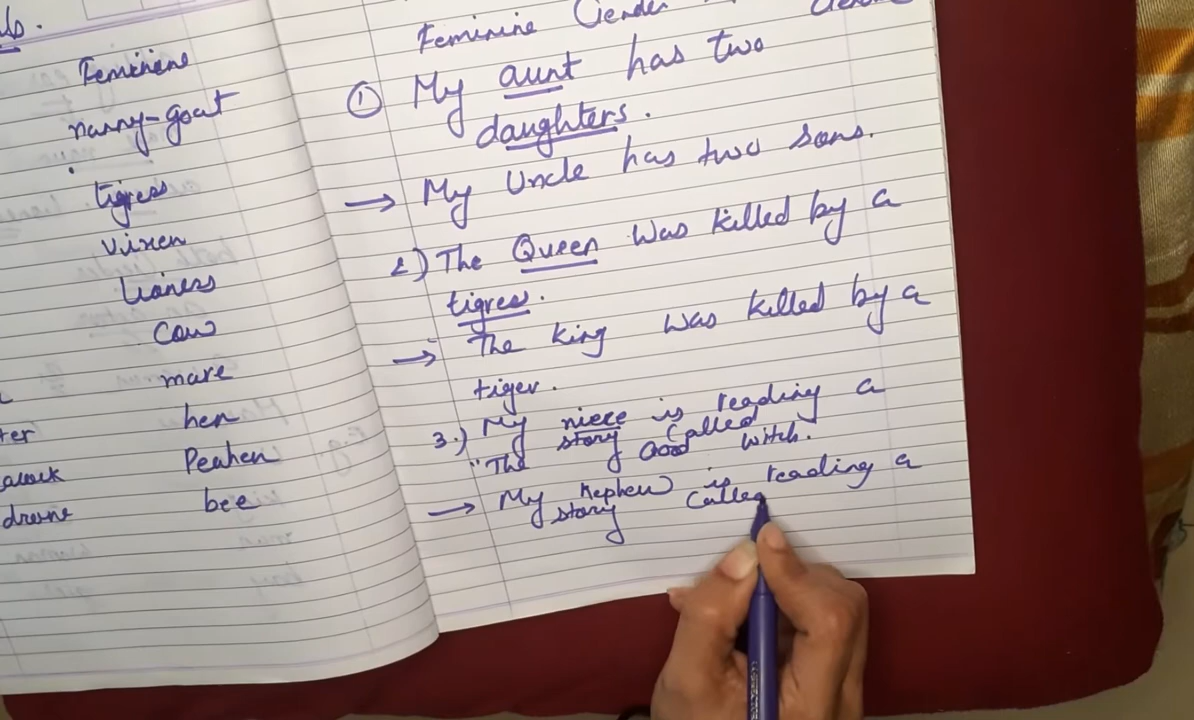 Feminine
nanny-goat
tigress
vixen
lioness
Cow
mare
hen
Peahen
drone bee
Feminine Gender
① My aunt has two
daughters.
→ My Uncle has two sons.
2) The Queen was killed by a
tigress.
→ The king was killed by a
tiger.
3.) My niece is reading a
story called
"The Good Witch.
→ My Nephew is reading a
story Called